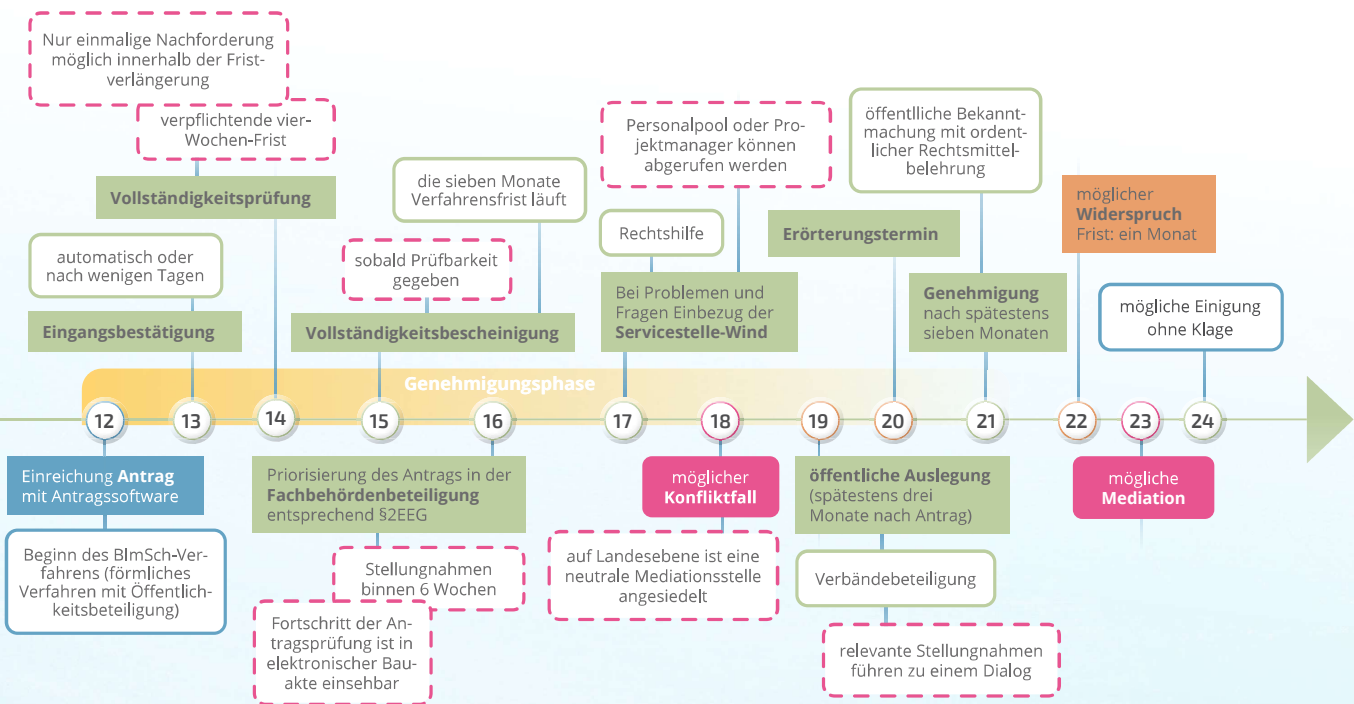 Nur einmalige Nachforderung
möglich innerhalb der Frist-
verlängerung
verpflichtende vier-
Wochen-Frist
Vollständigkeitsprüfung
automatisch oder
nach wenigen Tagen
Eingangsbestätigung
die sieben Monate
Verfahrensfrist läuft
sobald Prüfbarkeit
gegeben
Vollständigkeitsbescheinigung
Personalpool oder Pro-
jektmanager können
abgerufen werden
Rechtshilfe
Bei Problemen und
Fragen Einbezug der
Servicestelle-Wind
Erörterungstermin
öffentlliche Bekannt-
machung mit ordent-
licher Rechtsmittel-
belehrung
Genehmigung
nach spätestens
sieben Monaten
möglicher
Widerspruch
Frist: ein Monat
mögliche Einigung
ohne Klage
Genehmigungsphase
12 13 14 15 16 17 18 19 20 21 22 23 24
Einreichung Antrag
mit Antragssoftware
Beginn des BImSch-Ver-
fahrens (förmliches
Verfahren mit Öffentlich-
keitsbeteiligung)
Priorisierung des Antrags in der
Fachbehördenbeteiligung
entsprechend §2EEG
Stellungnahmen
binnen 6 Wochen
Fortschritt der An-
tragsprüfung ist in
elektronischer Bau-
akte einsehbar
möglicher
Konfliktfall
auf Landesebene ist eine
neutrale Mediationsstelle
angesiedelt
öffentliche Auslegung
(spätestens drei
Monate nach Antrag)
Verbändebeteiligung
relevante Stellungnahmen
führen zu einem Dialog
mögliche
Mediation